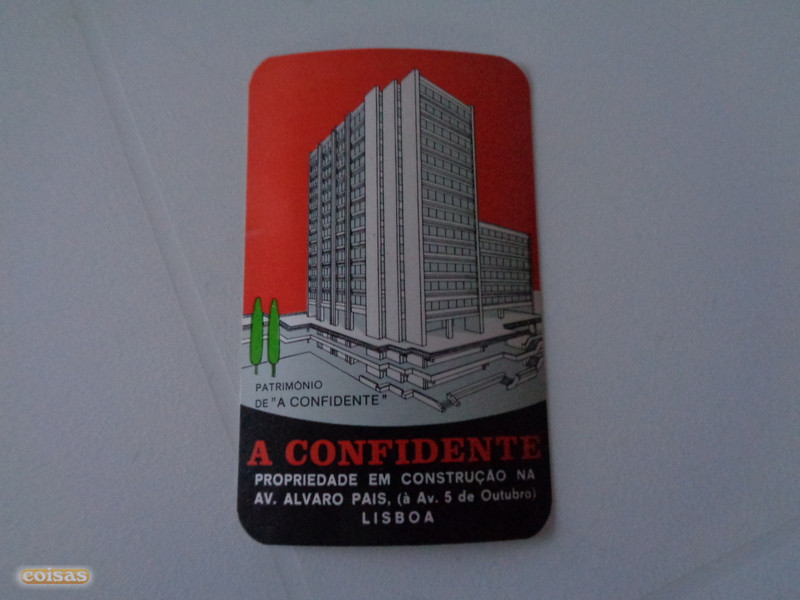 PATRIMÓNIO
DE "A CONFIDENTE"
A CONFIDENTE
PROPRIEDADE EM CONSTRUÇÃO NA
AV. ALVARO PAIS, (à Av. 5 de Outubro)
LISBOA
coisas